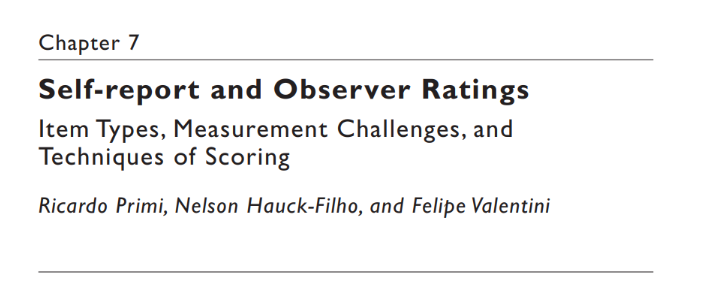 Chapter 7
Self-report and Observer Ratings
Item Types, Measurement Challenges, and
Techniques of Scoring
Ricardo Primi, Nelson Hauck-Filho, and Felipe Valentini